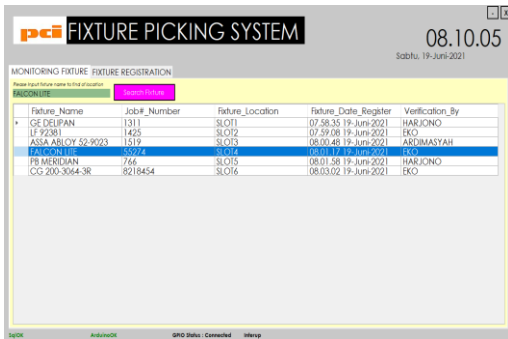 - X
pci FIXTURE PICKING SYSTEM
08.10.05
Sabtu, 19-Juni-2021
MONITORING FIXTURE FIXTURE REGISTRATION
Please input fixture name to find of location
FALCON LITE Search Fixture
Fixture_Name Job#_Number Fixture_Location Fixture_Date_Register Verification_By
GE DELIPAN 1311 SLOT1 07.58.35 19-Juni-2021 HARJONO
LF 92381 1425 SLOT2 07.59.08 19-Juni-2021 EKO
ASSA ABLOY 52-9023 1519 SLOT3 08.00.48 19-Juni-2021 ARDIMASYAH
FALCON LITE 55274 SLOT4 08.01.17 19-Juni-2021 EKO
PB MERIDIAN 766 SLOT5 08.01.58 19-Juni-2021 HARJONO
CG 200-3064-3R 8218454 SLOT6 08.03.02 19-Juni-2021 EKO
SqlOK ArduinoOK GPIO Status : Connected Interup